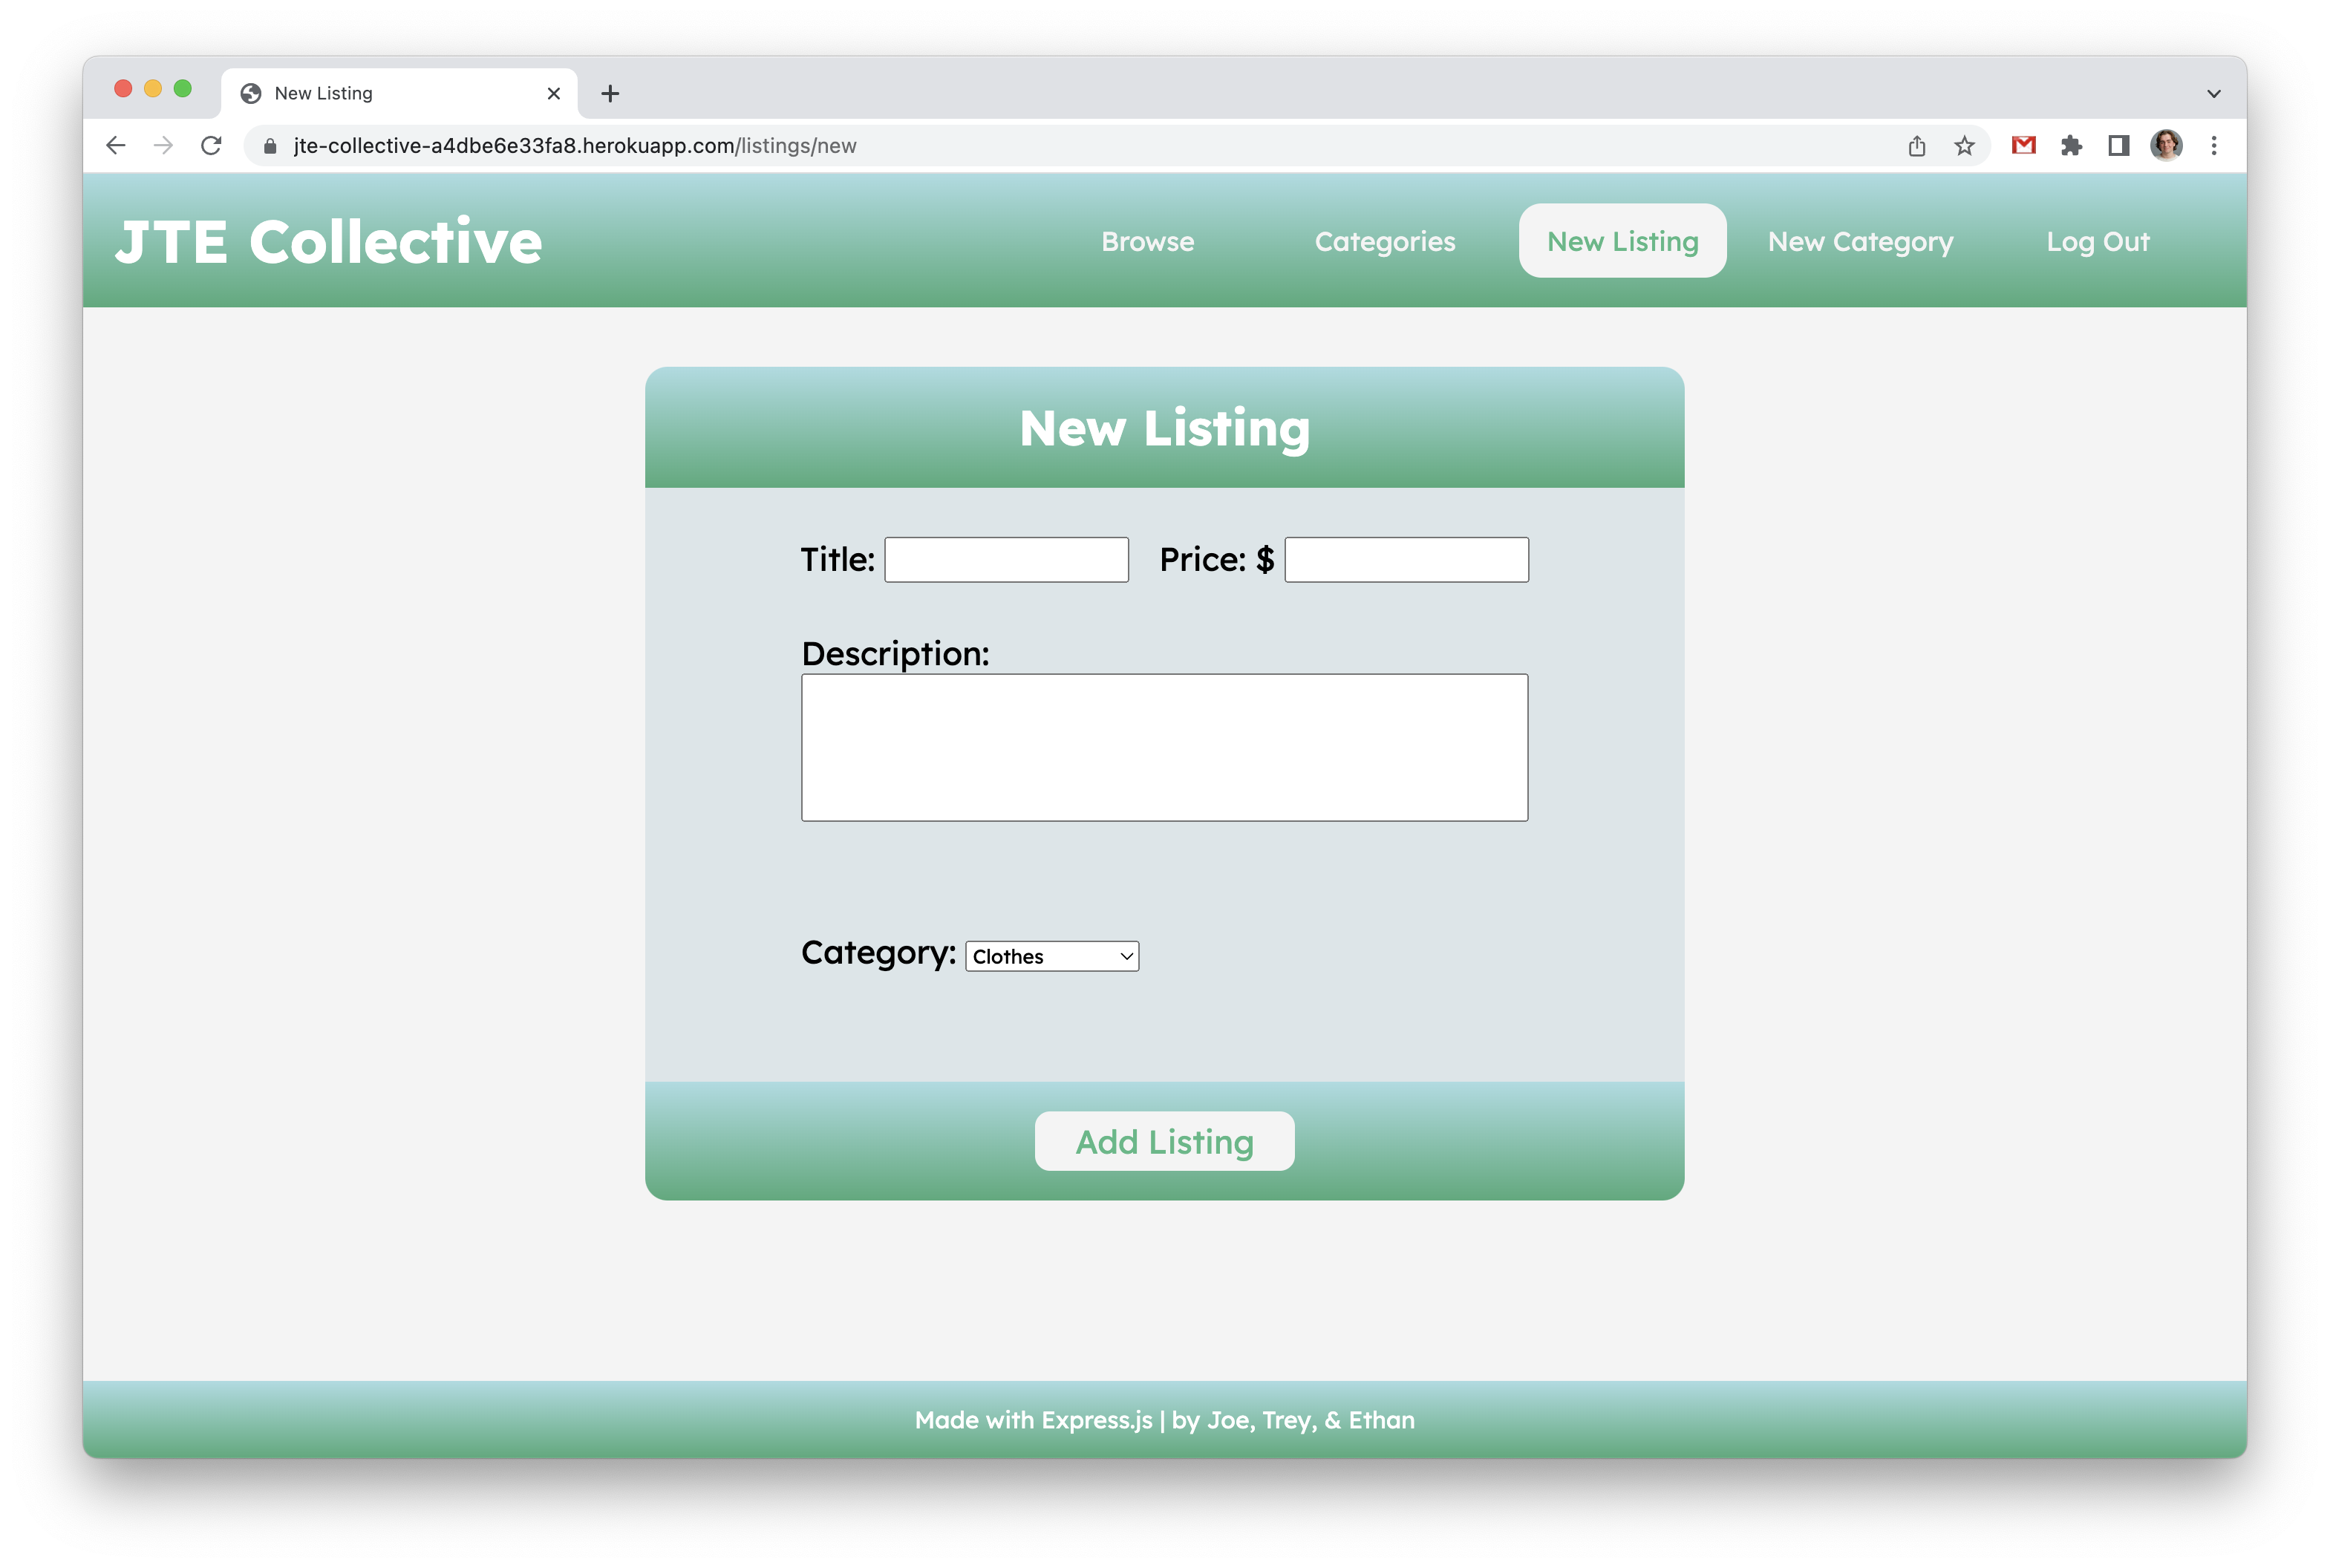 New Listing
jte-collective-a4dbe6e33fa8.herokuapp.com/listings/new
JTE Collective
Browse Categories New Listing New Category Log Out
New Listing
Title: Price: $
Description:
Category: Clothes
Add Listing
Made with Express.js | by Joe, Trey, & Ethan